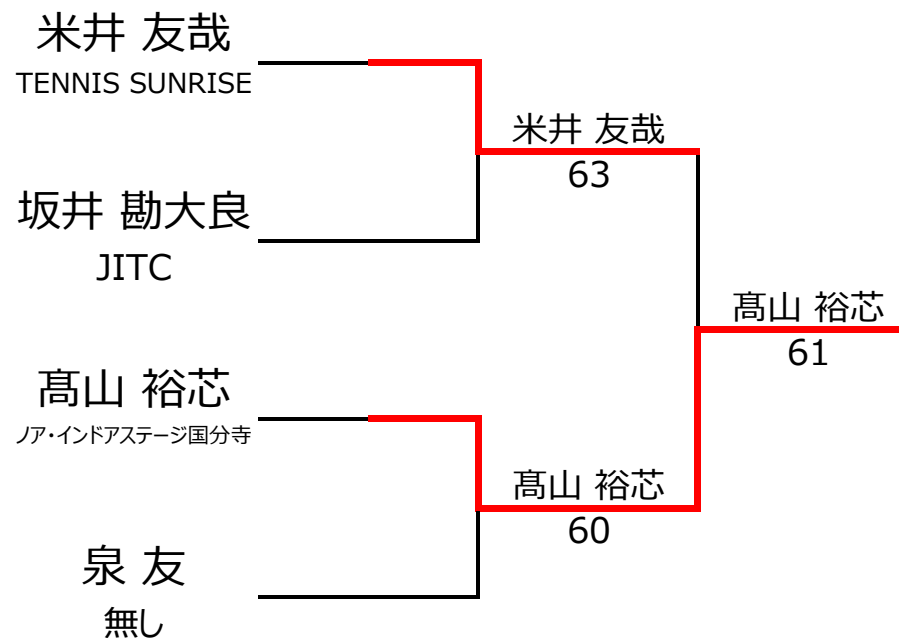 米井 友哉
TENNIS SUNRISE
坂井 勘大良
JITC
髙山 裕芯
ノア・インドアステージ国分寺
泉 友
無し
米井 友哉
63
髙山 裕芯
60
髙山 裕芯
61